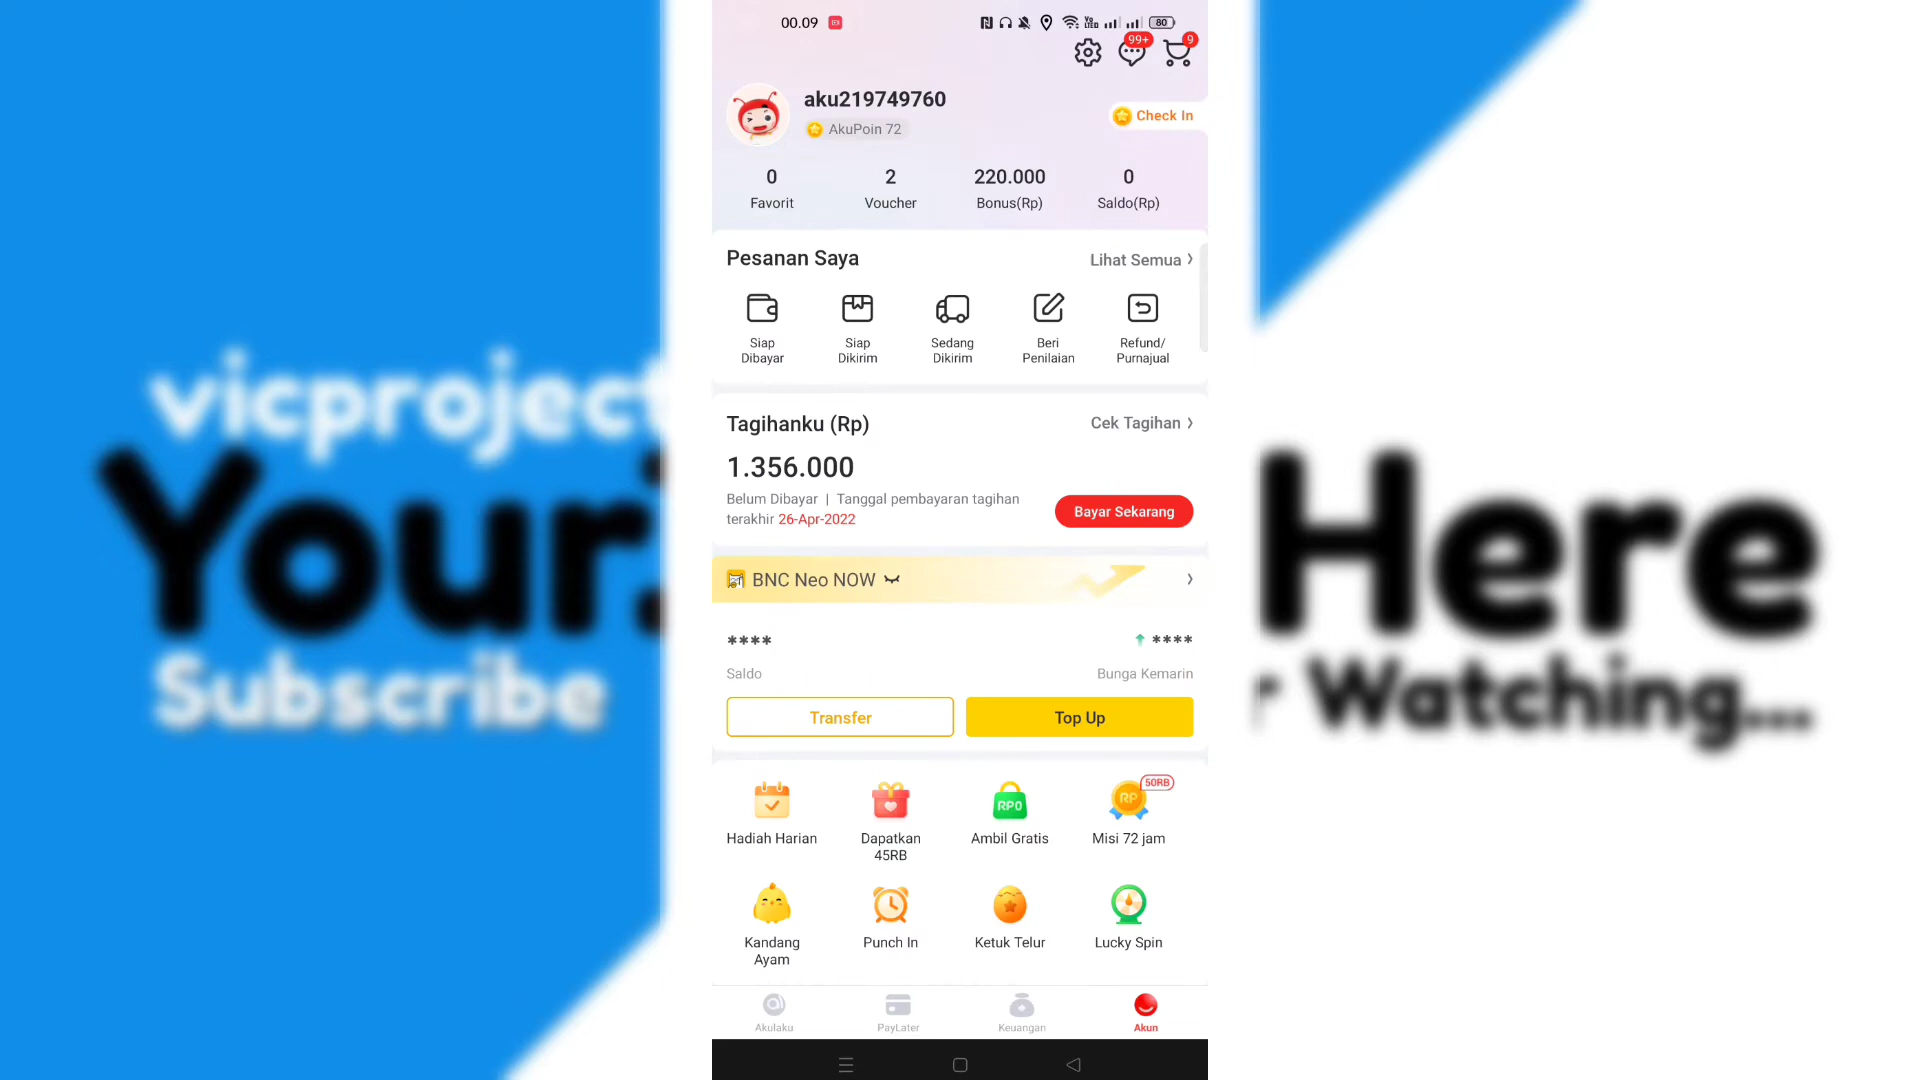 00.09
80
99+
9
aku219749760
AkuPoin 72
Check In
0
2
220.000
0
Favorit
Voucher
Bonus(Rp)
Saldo(Rp)
Pesanan Saya
Lihat Semua
Siap
Dibayar
Siap
Dikirim
Sedang
Dikirim
Beri
Penilaian
Refund/
Purnajual
Tagihanku (Rp)
Cek Tagihan
1.356.000
Belum Dibayar | Tanggal pembayaran tagihan
terakhir 26-Apr-2022
Bayar Sekarang
BNC Neo NOW
****
****
Saldo
Bunga Kemarin
Transfer
Top Up
RP0
RP
50RB
Hadiah Harian
Dapatkan
45RB
Ambil Gratis
Misi 72 jam
Kandang
Ayam
Punch In
Ketuk Telur
Lucky Spin
Akulaku
PayLater
Keuangan
Akun
vicproject
Your
Here
Subscribe
r Watching...